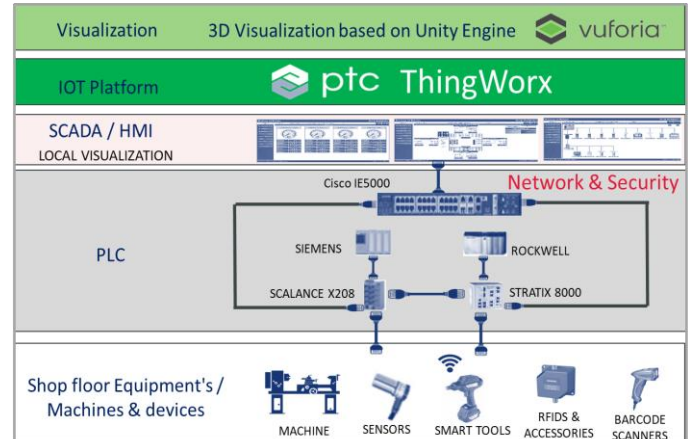 Visualization
3D Visualization based on Unity Engine
vuforia™
IOT Platform
ptc ThingWorx
SCADA / HMI
LOCAL VISUALIZATION
Cisco IE5000
Network & Security
PLC
SIEMENS
ROCKWELL
SCALANCE X208
STRATIX 8000
Shop floor Equipment's /
Machines & devices
MACHINE
SENSORS
SMART TOOLS
RFIDS &
ACCESSORIES
BARCODE
SCANNERS